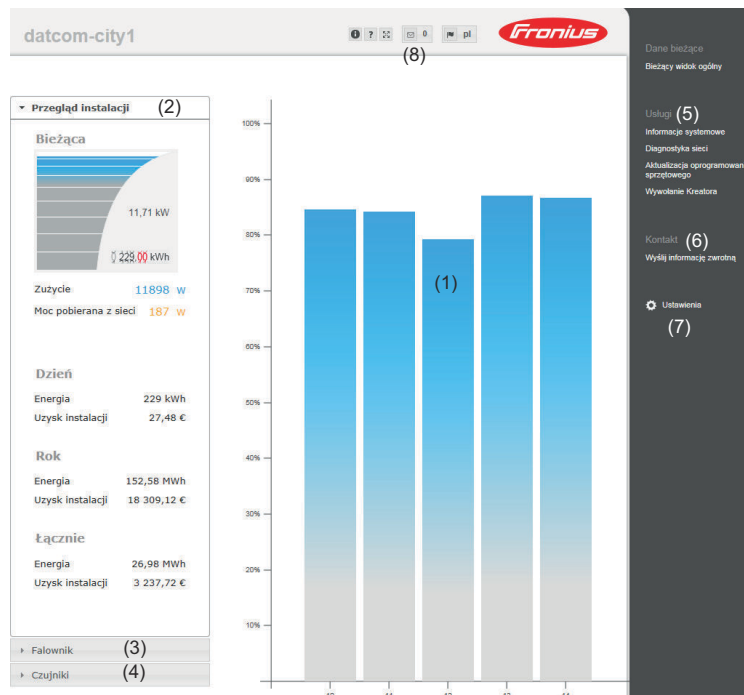 datcom-city1
0
pl
Fronius
(8)
Przegląd instalacji (2)
Bieżąca
11,71 kW
229,00 kWh
Zużycie 11898 W
Moc pobierana z sieci 187 W
Dzień
Energia 229 kWh
Uzysk instalacji 27,48 €
Rok
Energia 152,58 MWh
Uzysk instalacji 18 309,12 €
Łącznie
Energia 26,98 MWh
Uzysk instalacji 3 237,72 €
Falownik (3)
Czujniki (4)
100%
90%
80%
70%
60%
50%
40%
30%
20%
10%
(1)
Dane bieżące
Bieżący widok ogólny
Usługi (5)
Informacje systemowe
Diagnostyka sieci
Aktualizacja oprogramowan
sprzętowego
Wywołanie Kreatora
Kontakt (6)
Wyślij informację zwrotną
Ustawienia
(7)